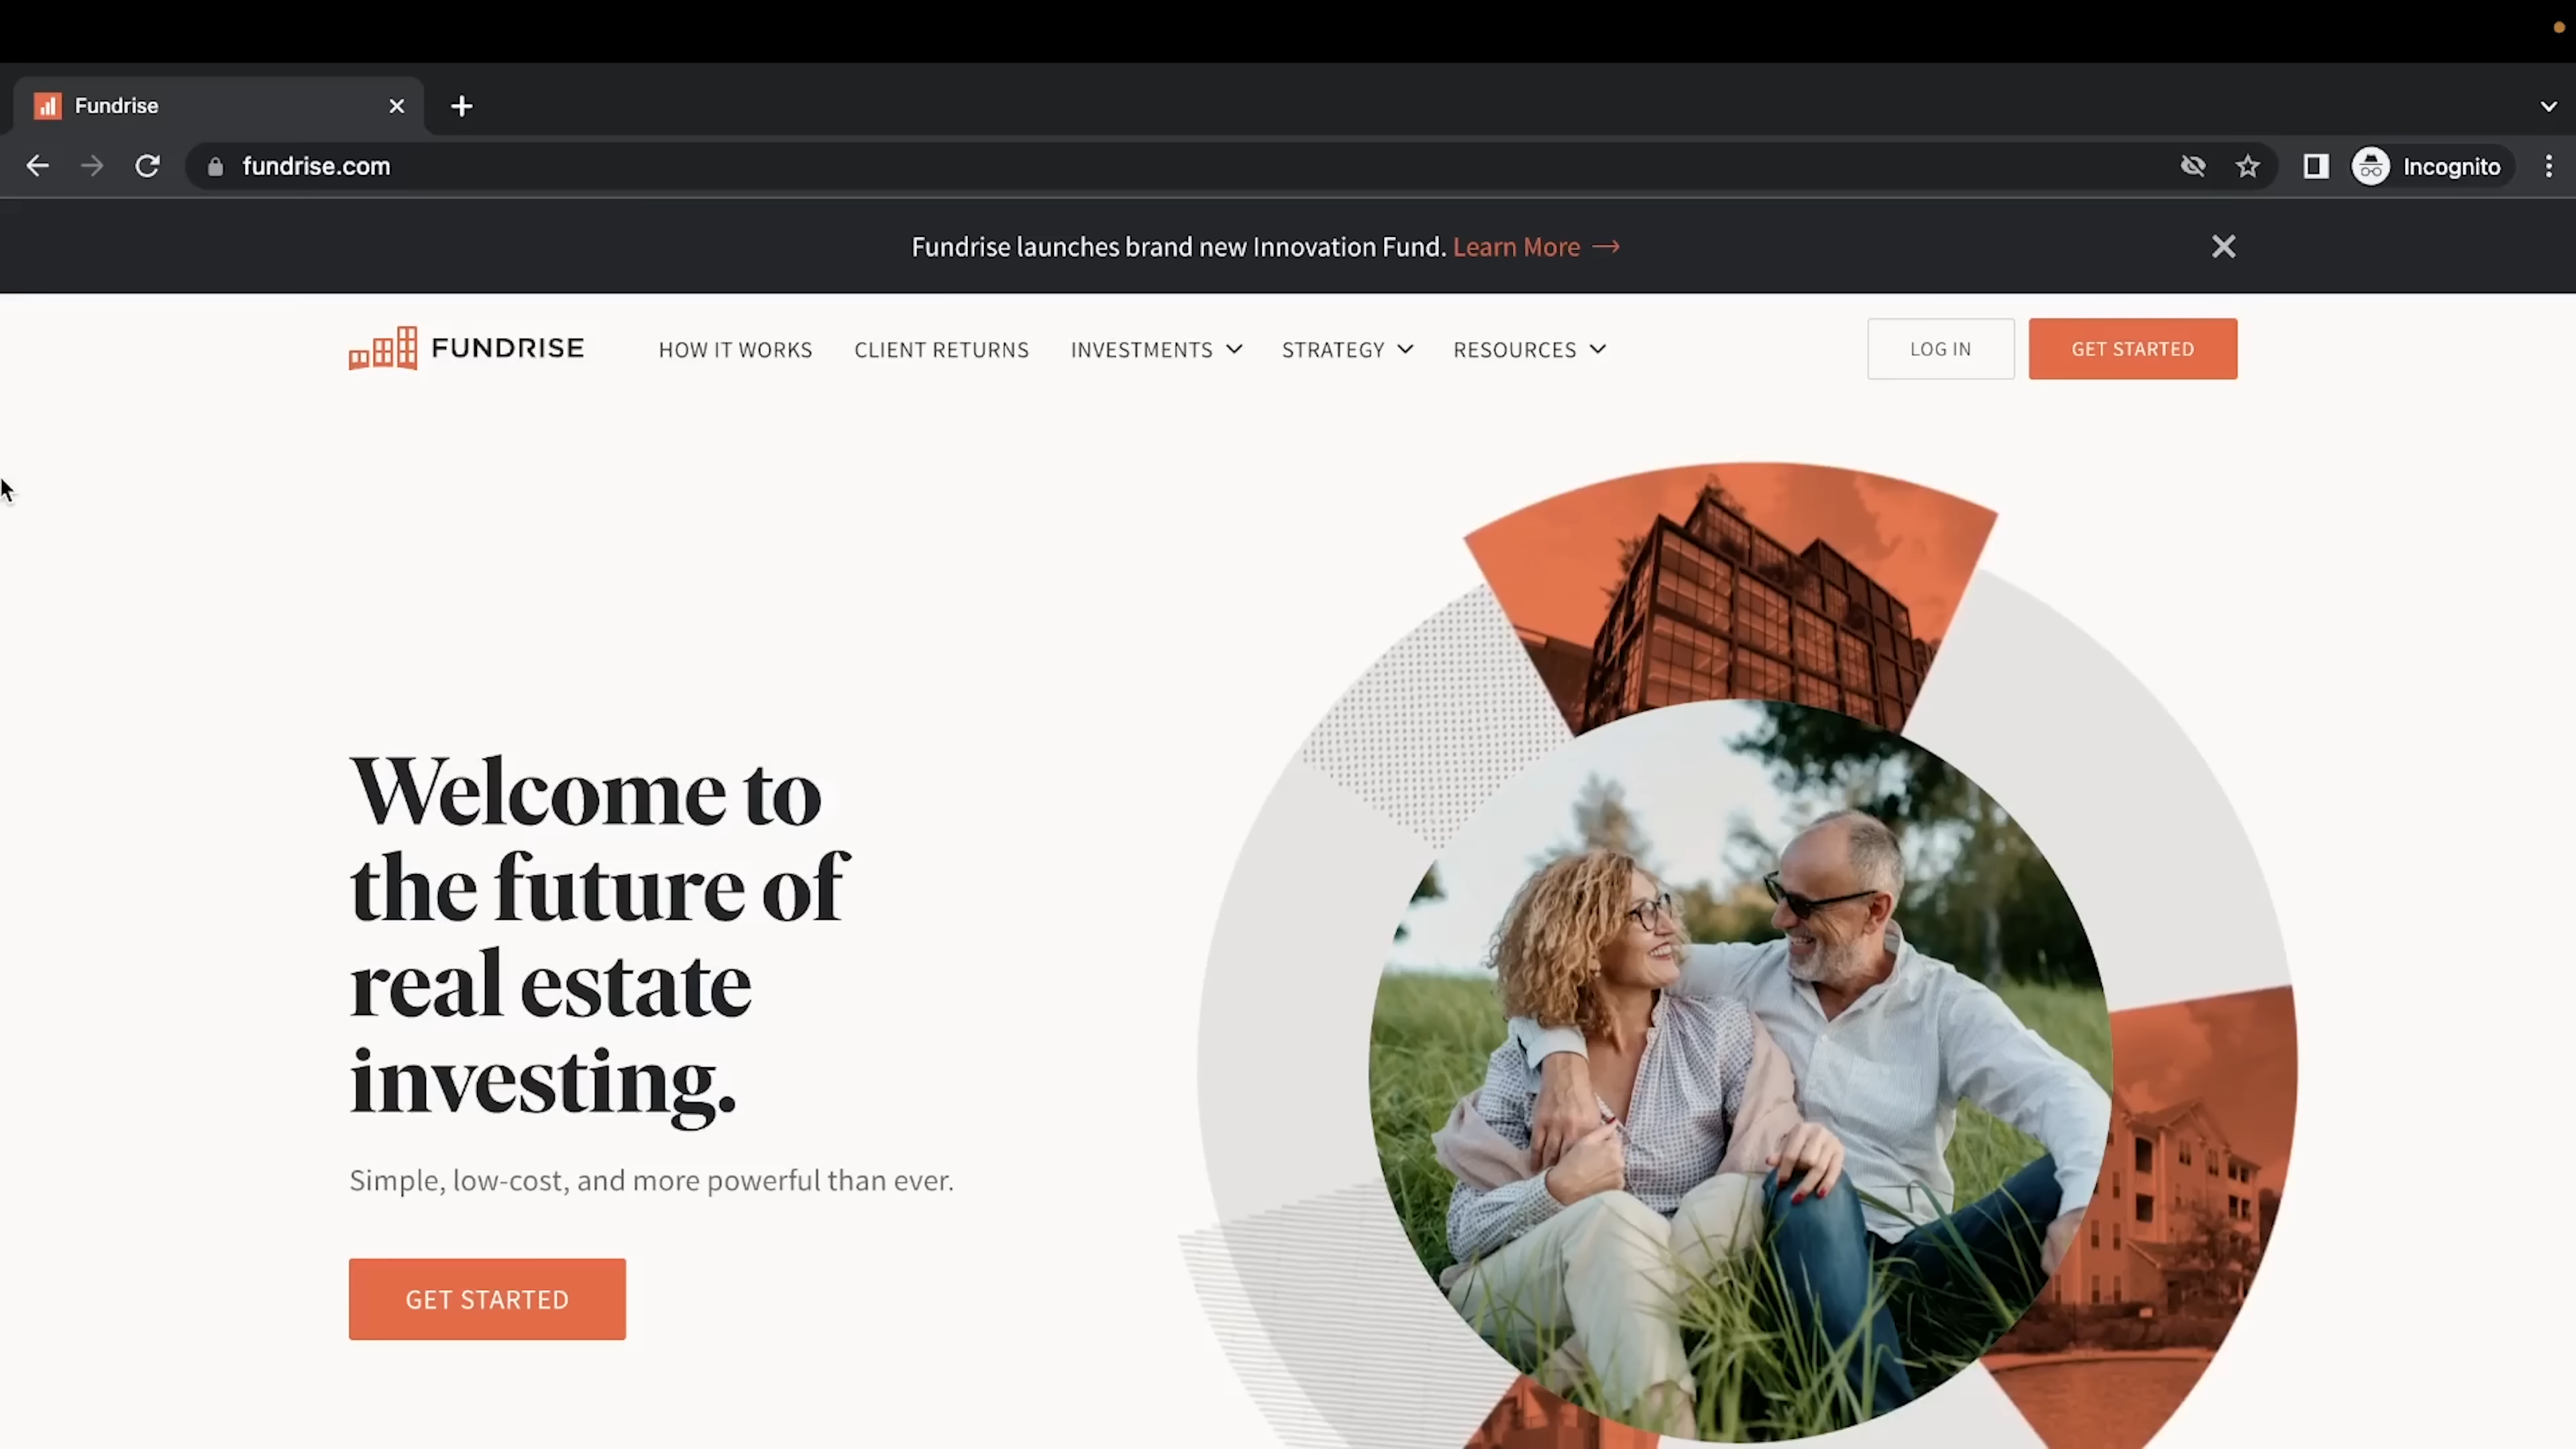 Fundrise
fundrise.com
Incognito
Fundrise launches brand new Innovation Fund. Learn More →
FUNDRISE
HOW IT WORKS
CLIENT RETURNS
INVESTMENTS
STRATEGY
RESOURCES
LOG IN
GET STARTED
Welcome to
the future of
real estate
investing.
Simple, low-cost, and more powerful than ever.
GET STARTED